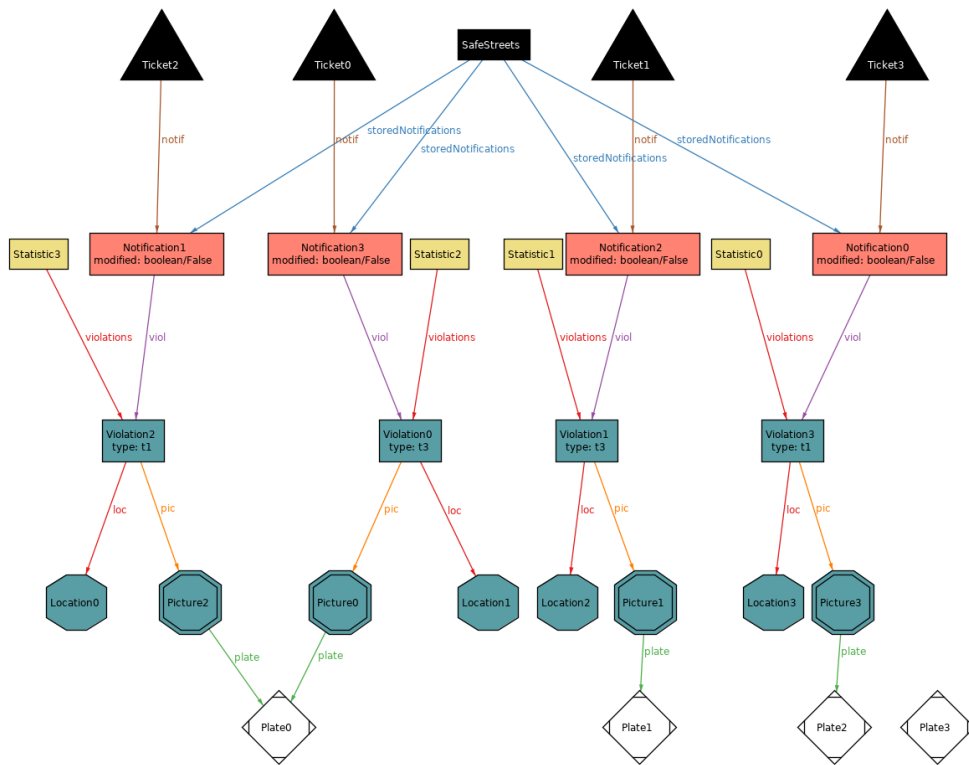 Ticket2
Ticket0
SafeStreets
Ticket1
Ticket3
storedNotifications
storedNotifications
storedNotifications
storedNotifications
notif
notif
notif
notif
Statistic3
Notification1
modified: boolean/False
Notification3
modified: boolean/False
Statistic2
Statistic1
Notification2
modified: boolean/False
Statistic0
Notification0
modified: boolean/False
violations
viol
viol
violations
violations
viol
violations
viol
Violation2
type: t1
Violation0
type: t3
Violation1
type: t3
Violation3
type: t1
loc
pic
pic
loc
loc
pic
loc
pic
Location0
Picture2
Picture0
Location1
Location2
Picture1
Location3
Picture3
plate
plate
plate
plate
Plate0
Plate1
Plate2
Plate3